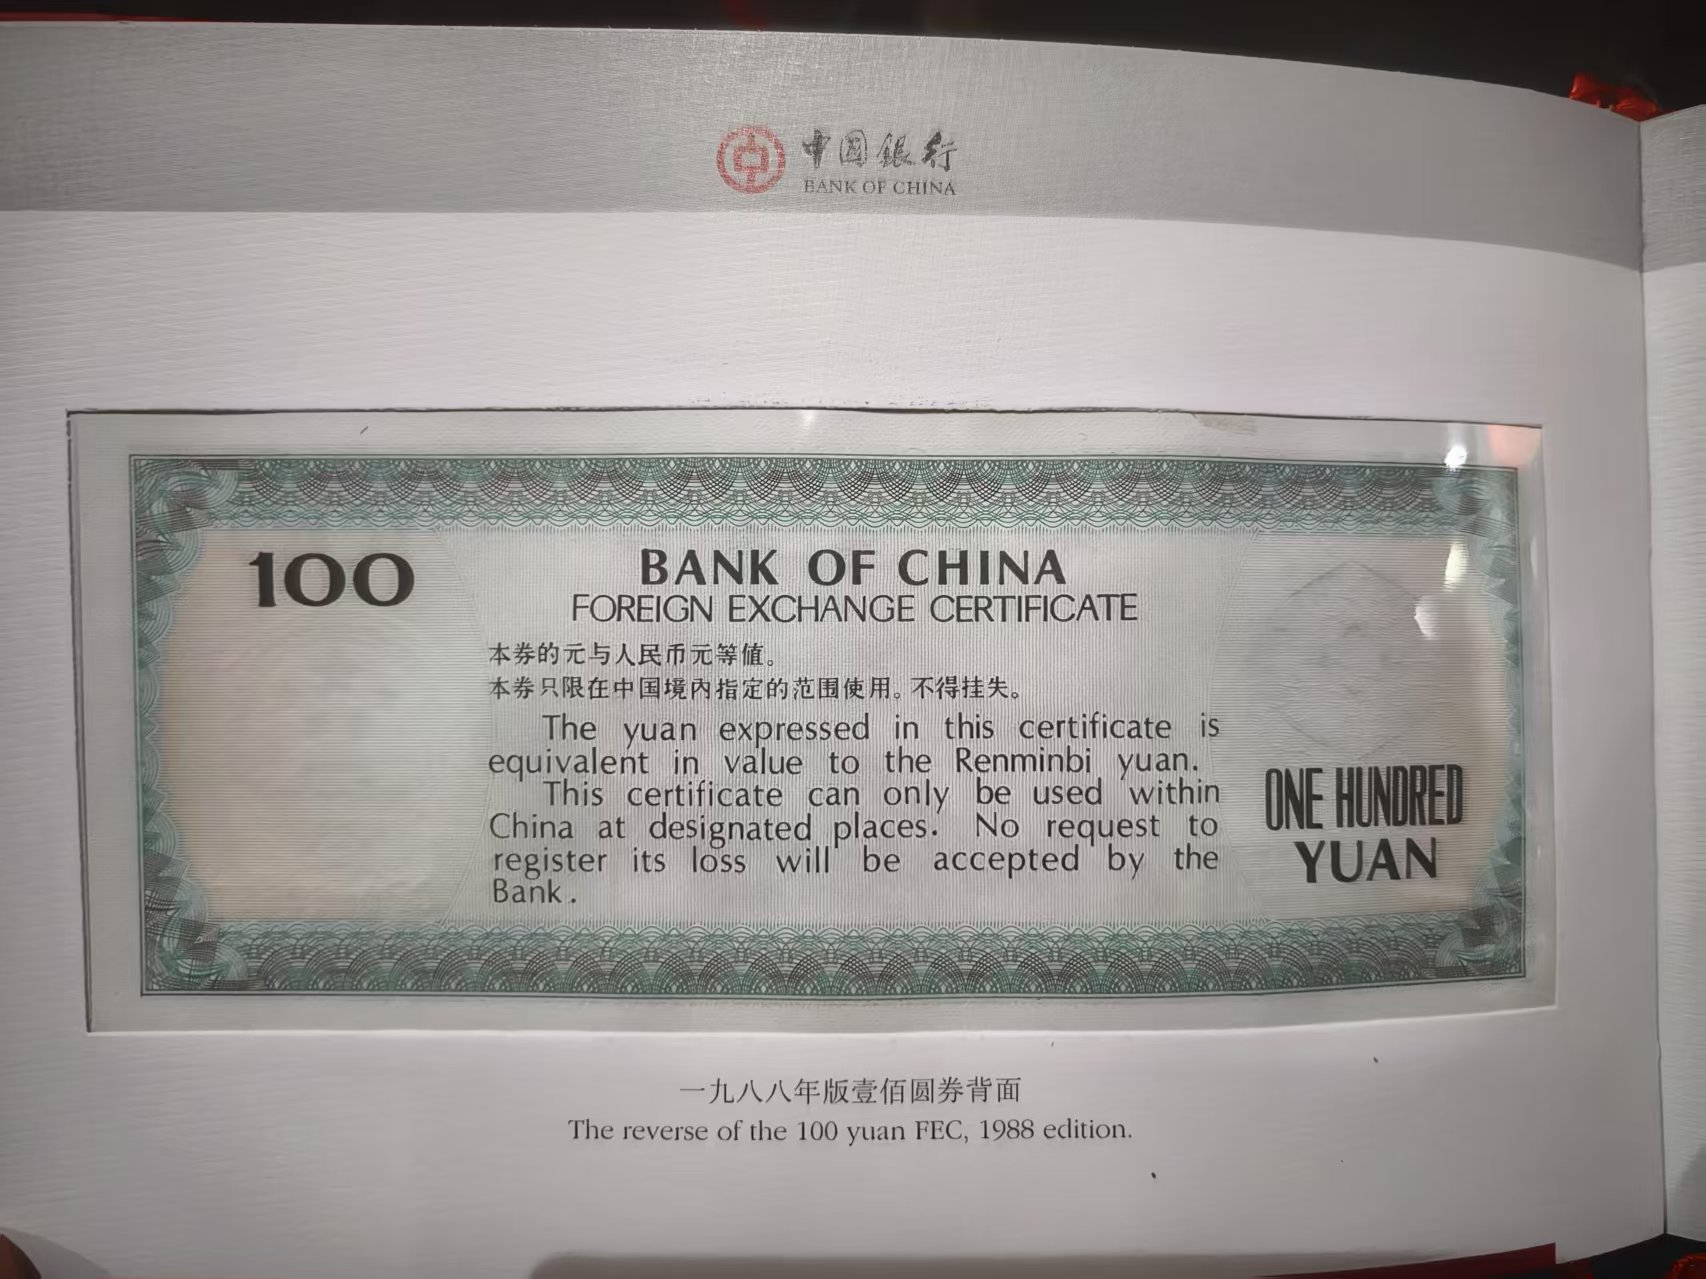 中国银行
BANK OF CHINA
100
BANK OF CHINA
FOREIGN EXCHANGE CERTIFICATE
本券的元与人民币元等值。
本券只限在中国境内指定的范围使用。不得挂失。
The yuan expressed in this certificate is
equivalent in value to the Renminbi yuan.
This certificate can only be used within
China at designated places. No request to
register its loss will be accepted by the
Bank.
ONE HUNDRED
YUAN
一九八八年版壹佰圆券背面
The reverse of the 100 yuan FEC, 1988 edition.